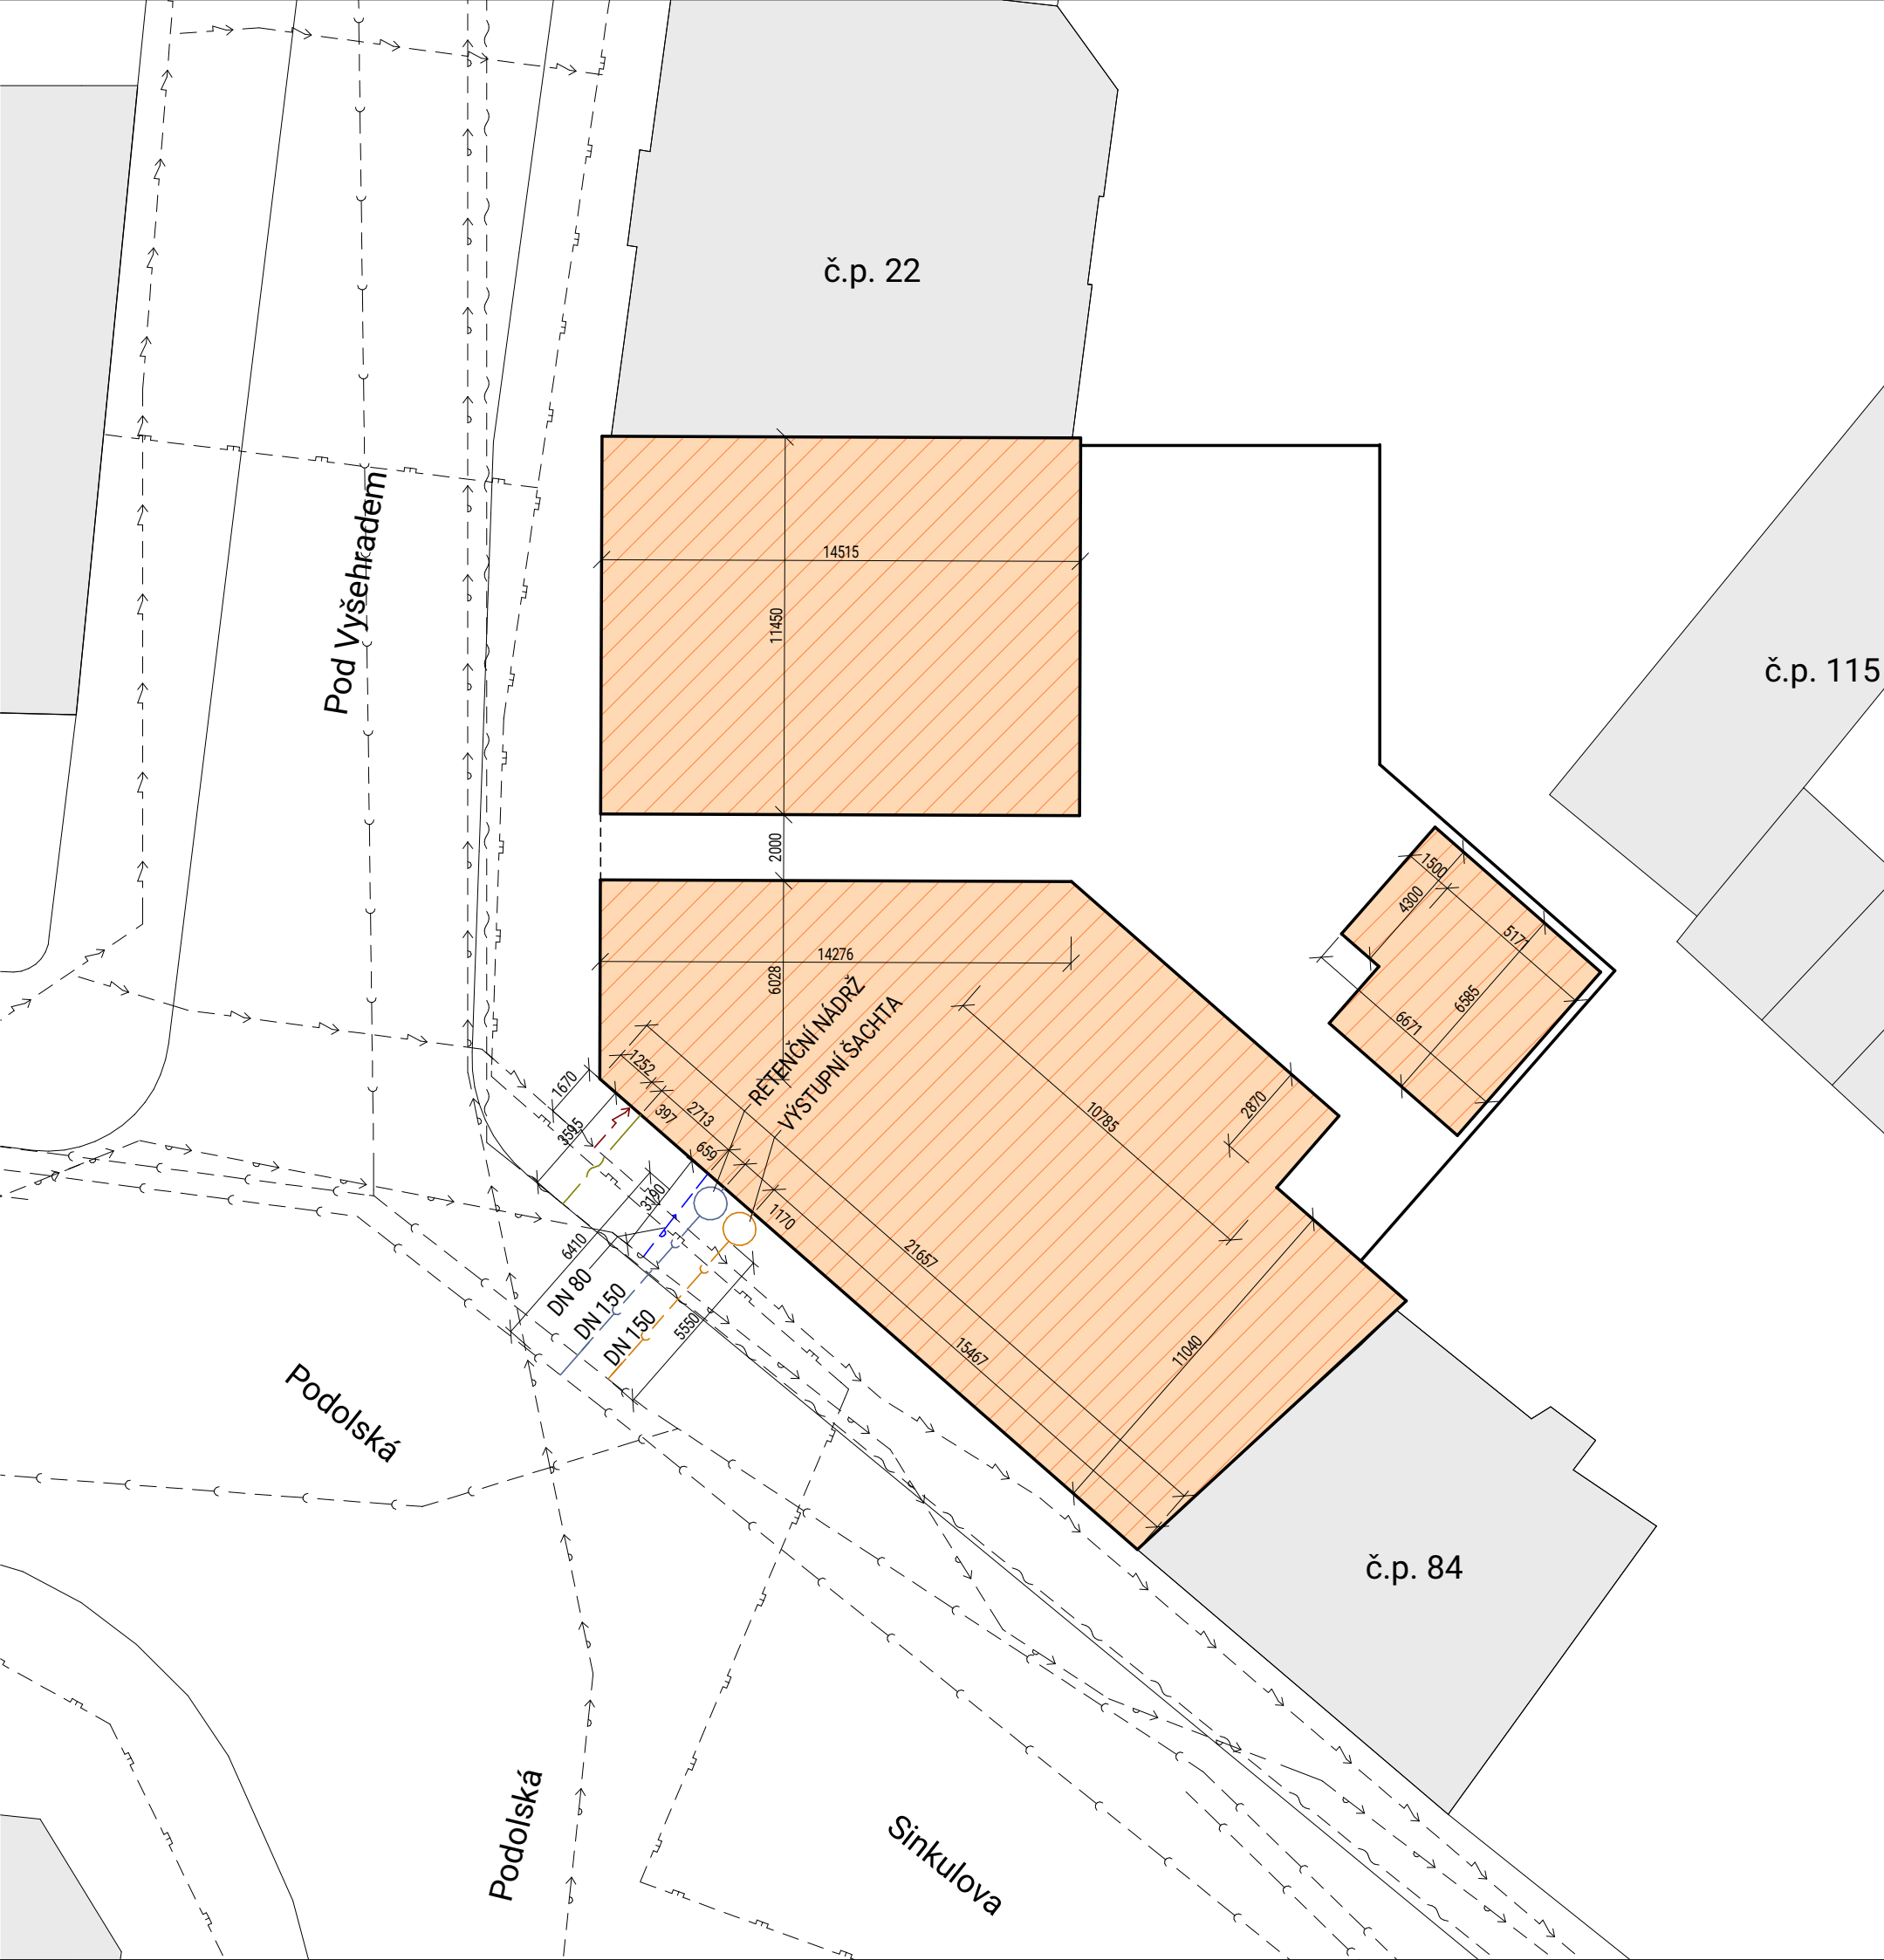 č.p. 22
Pod Vyšehradem
14515
11450
č.p. 115
2000
1500
4300
5171
6585
6671
14276
6028
RETENČNÍ NÁDRŽ
VÝSTUPNÍ ŠACHTA
1252
397
2713
659
1170
1670
3595
3190
6410
5550
10785
2870
21657
15467
11040
DN 80
DN 150
DN 150
Podolská
č.p. 84
Podolská
Sinkulova